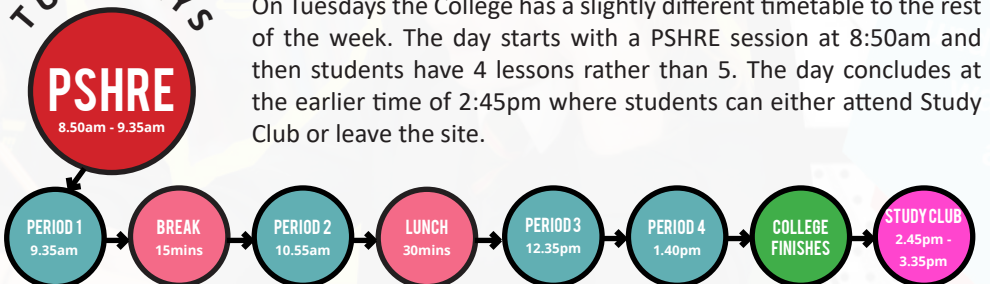 TUESDAYS
On Tuesdays the College has a slightly different timetable to the rest
of the week. The day starts with a PSHRE session at 8:50am and
then students have 4 lessons rather than 5. The day concludes at
the earlier time of 2:45pm where students can either attend Study
Club or leave the site.
PSHRE
8.50am - 9.35am
PERIOD 1
9.35am
BREAK
15mins
PERIOD 2
10.55am
LUNCH
30mins
PERIOD 3
12.35pm
PERIOD 4
1.40pm
COLLEGE
FINISHES
STUDY CLUB
2.45pm -
3.35pm